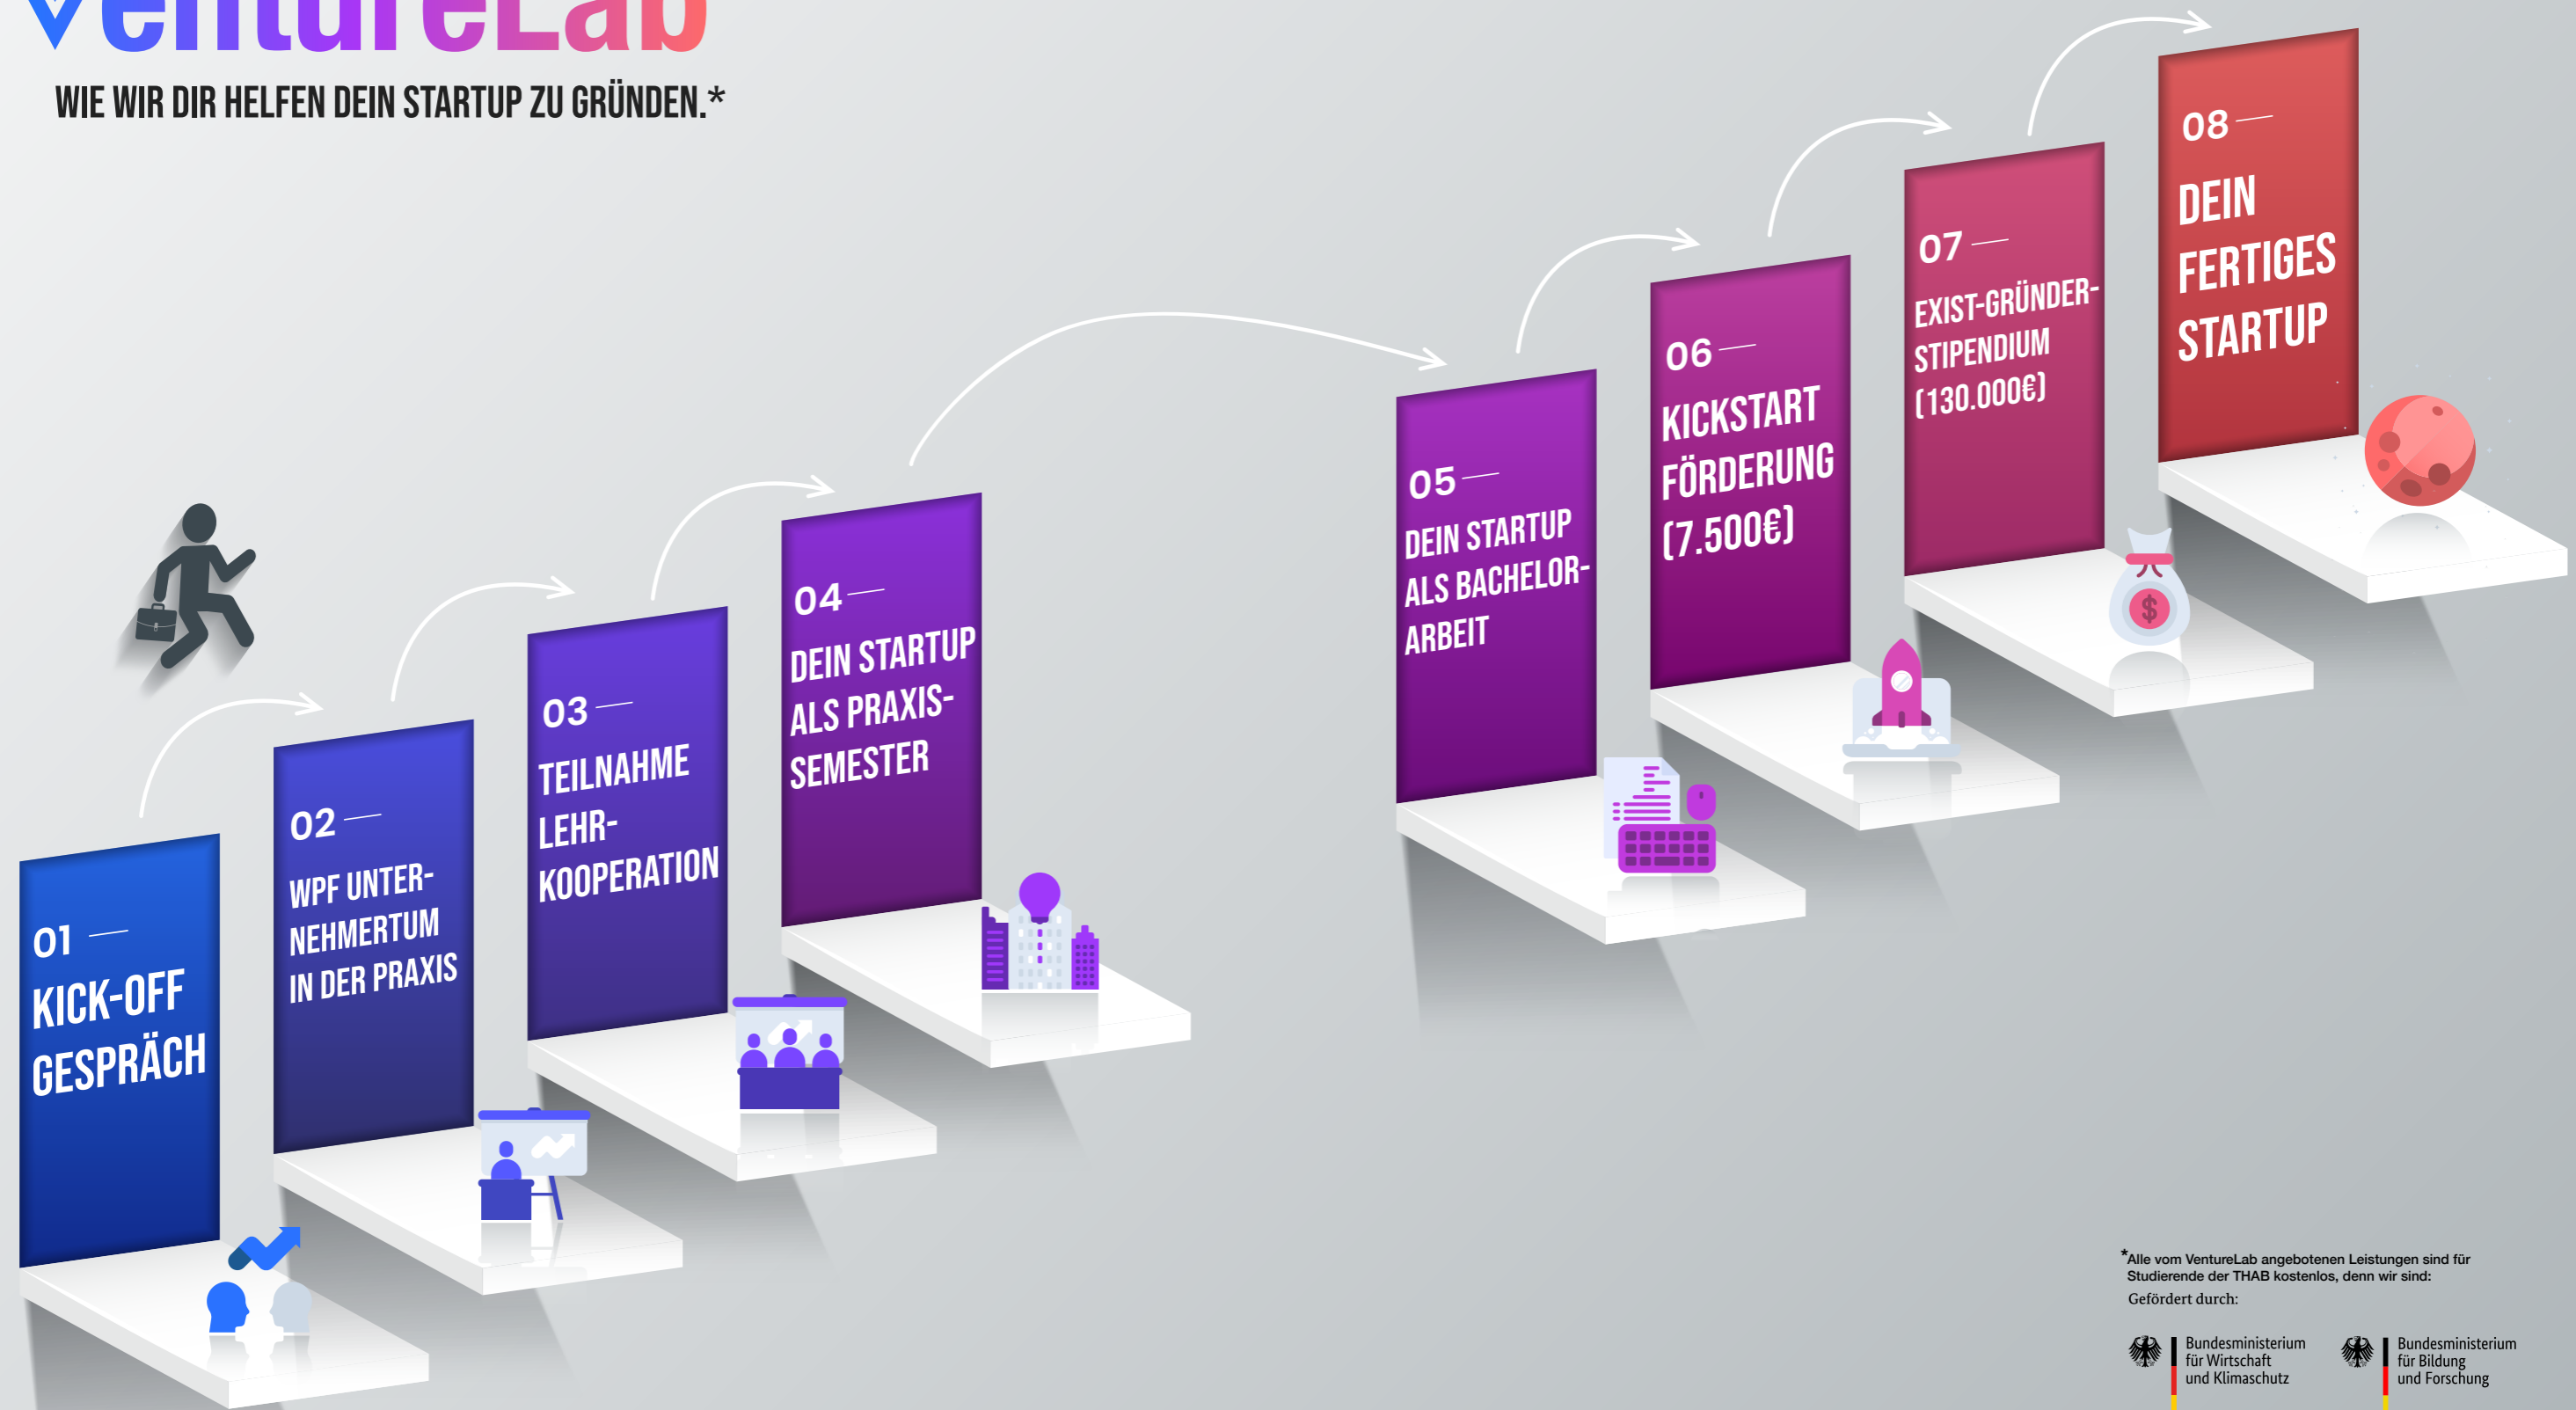 VentureLab
WIE WIR DIR HELFEN DEIN STARTUP ZU GRÜNDEN.*
01
KICK-OFF
GESPRÄCH
02
WPF UNTER-
NEHMERTUM
IN DER PRAXIS
03
TEILNAHME
LEHR-
KOOPERATION
04
DEIN STARTUP
ALS PRAXIS-
SEMESTER
05
DEIN STARTUP
ALS BACHELOR-
ARBEIT
06
KICKSTART
FÖRDERUNG
(7.500€)
07
EXIST-GRÜNDER-
STIPENDIUM
(130.000€)
08
DEIN
FERTIGES
STARTUP
$
*Alle vom VentureLab angebotenen Leistungen sind für
Studierende der THAB kostenlos, denn wir sind:
Gefördert durch:
Bundesministerium
für Wirtschaft
und Klimaschutz
Bundesministerium
für Bildung
und Forschung